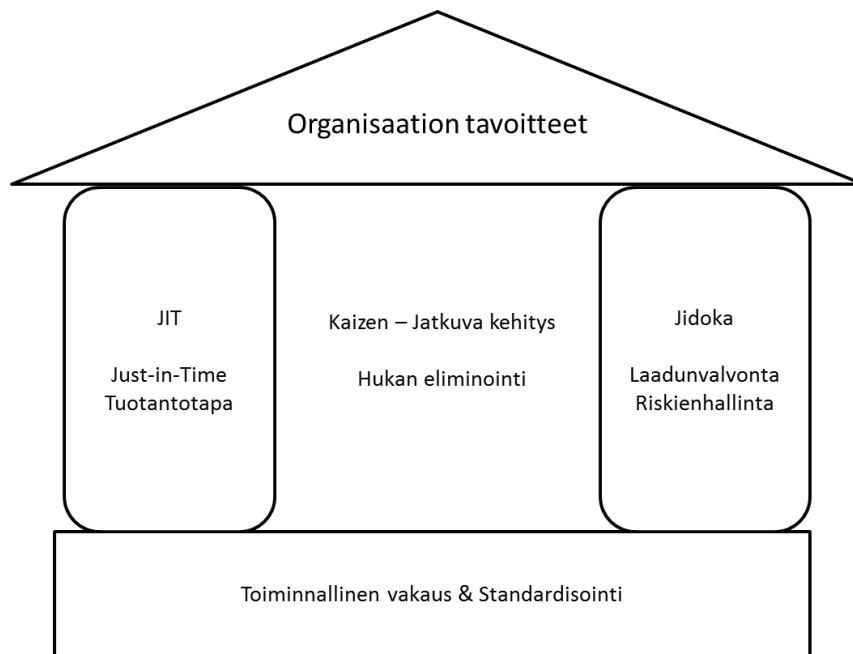 Organisaation tavoitteet
JIT
Just-in-Time
Tuotantotapa
Kaizen – Jatkuva kehitys
Hukan eliminointi
Jidoka
Laadunvalvonta
Riskienhallinta
Toiminnallinen vakaus & Standardisointi